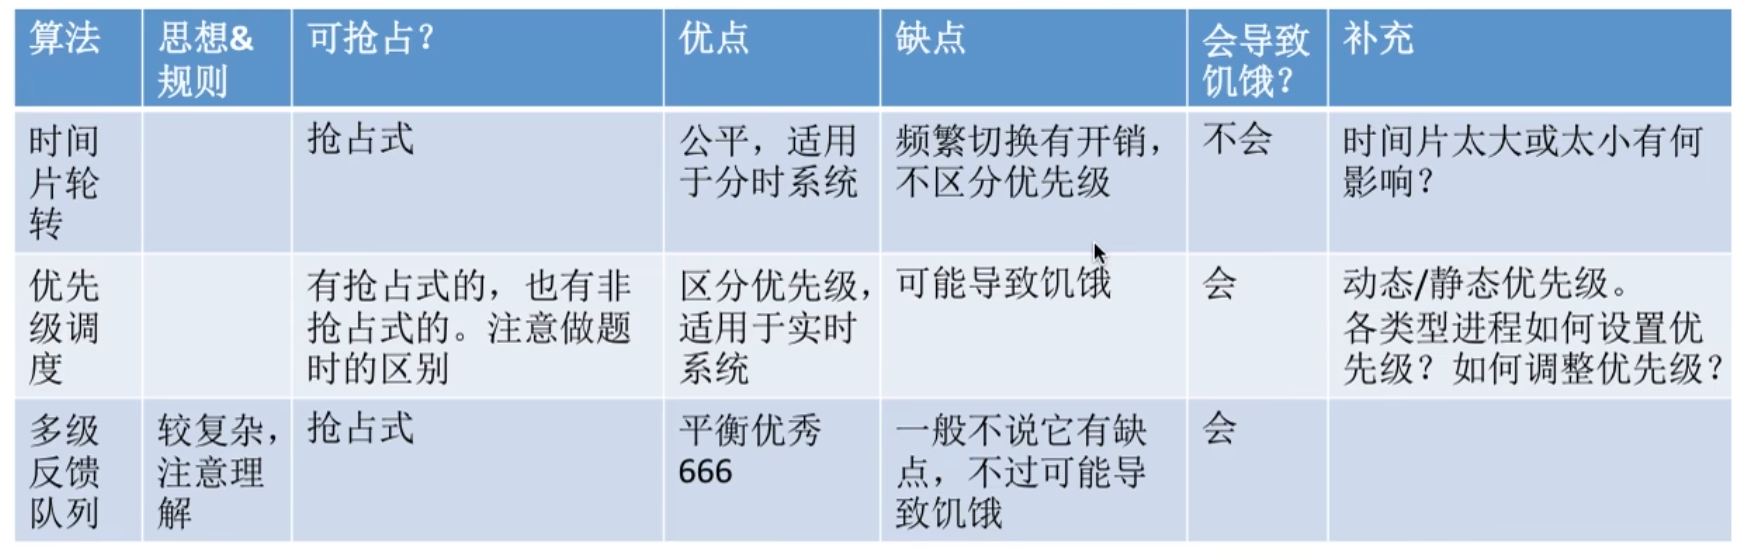 算法
思想&
规则
可抢占？
优点
缺点
会导致
饥饿？
补充
时间
片轮
转
抢占式
公平，适用
于分时系统
频繁切换有开销，
不区分优先级
不会
时间片太大或太小有何
影响？
优先
级调
度
有抢占式的，也有非
抢占式的。注意做题
时的区别
区分优先级，
适用于实时
系统
可能导致饥饿
会
动态/静态优先级。
各类型进程如何设置优
先级？如何调整优先级？
多级
反馈
队列
较复杂，
注意理
解
抢占式
平衡优秀
666
一般不说它有缺
点，不过可能导
致饥饿
会